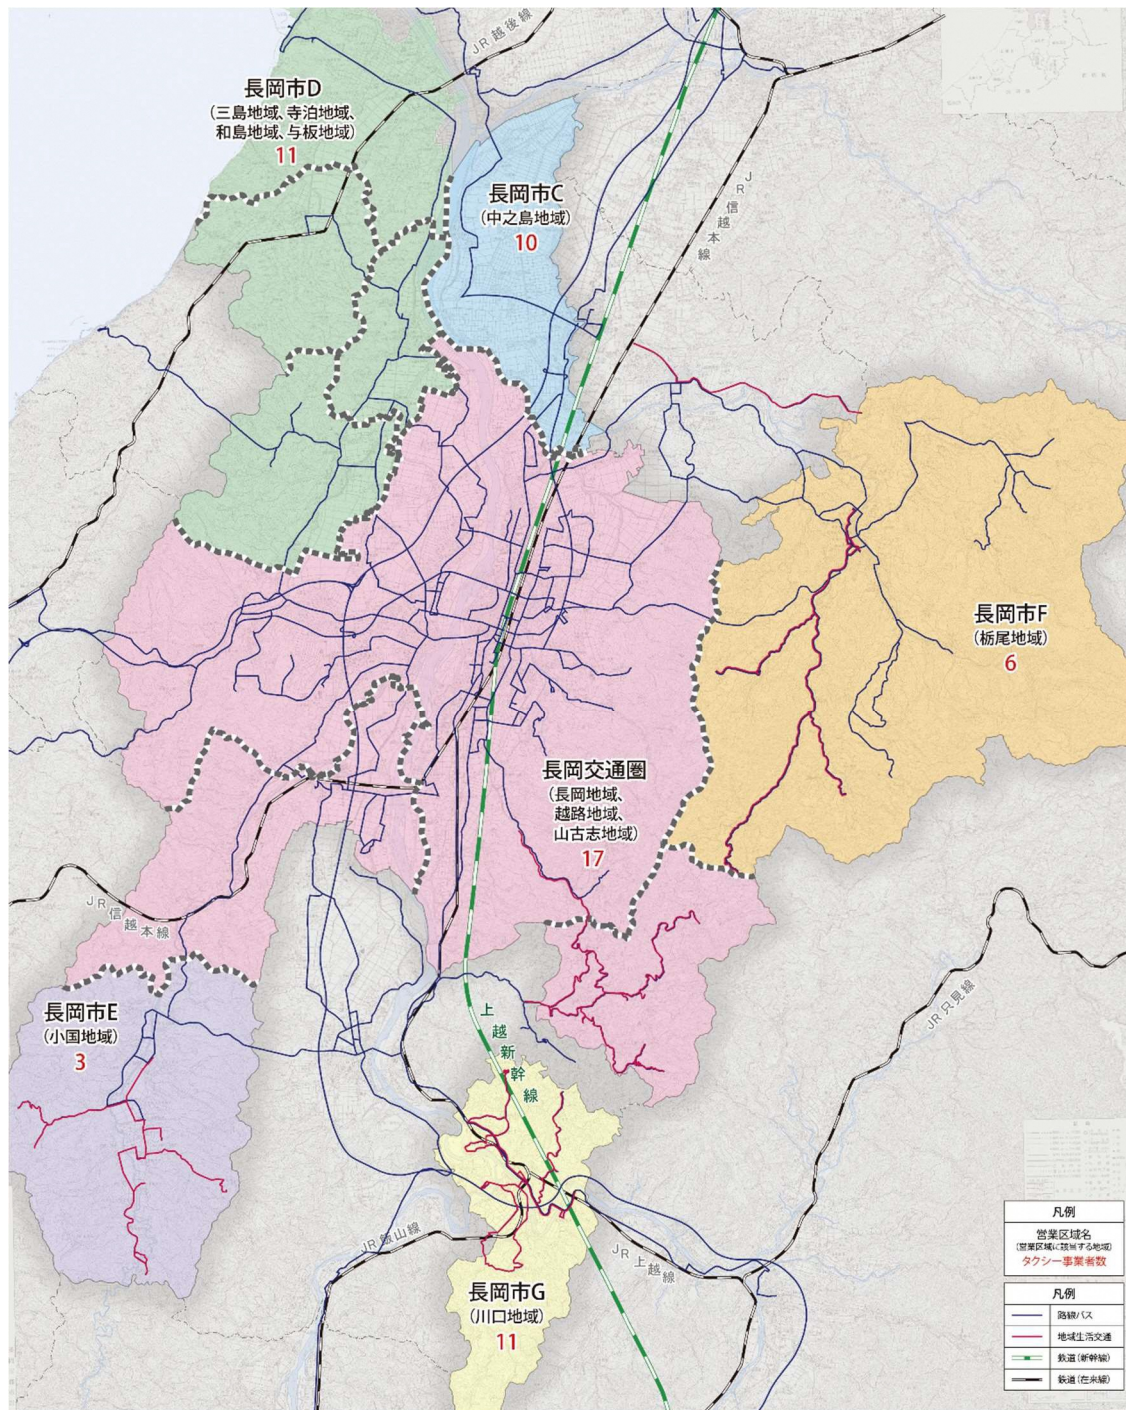 JR越後線
長岡市D
(三島地域、寺泊地域、
和島地域、与板地域)
11
長岡市C
(中之島地域)
10
JR信越本線
長岡市F
(栃尾地域)
6
長岡交通圏
(長岡地域、
越路地域、
山古志地域)
17
JR信越本線
長岡市E
(小国地域)
3
上越新幹線
JR只見線
JR飯山線
JR上越線
長岡市G
(川口地域)
11
凡例
営業区域名
(営業区域に該当する地域)
タクシー事業者数
凡例
路線バス
地域生活交通
鉄道(新幹線)
鉄道(在来線)